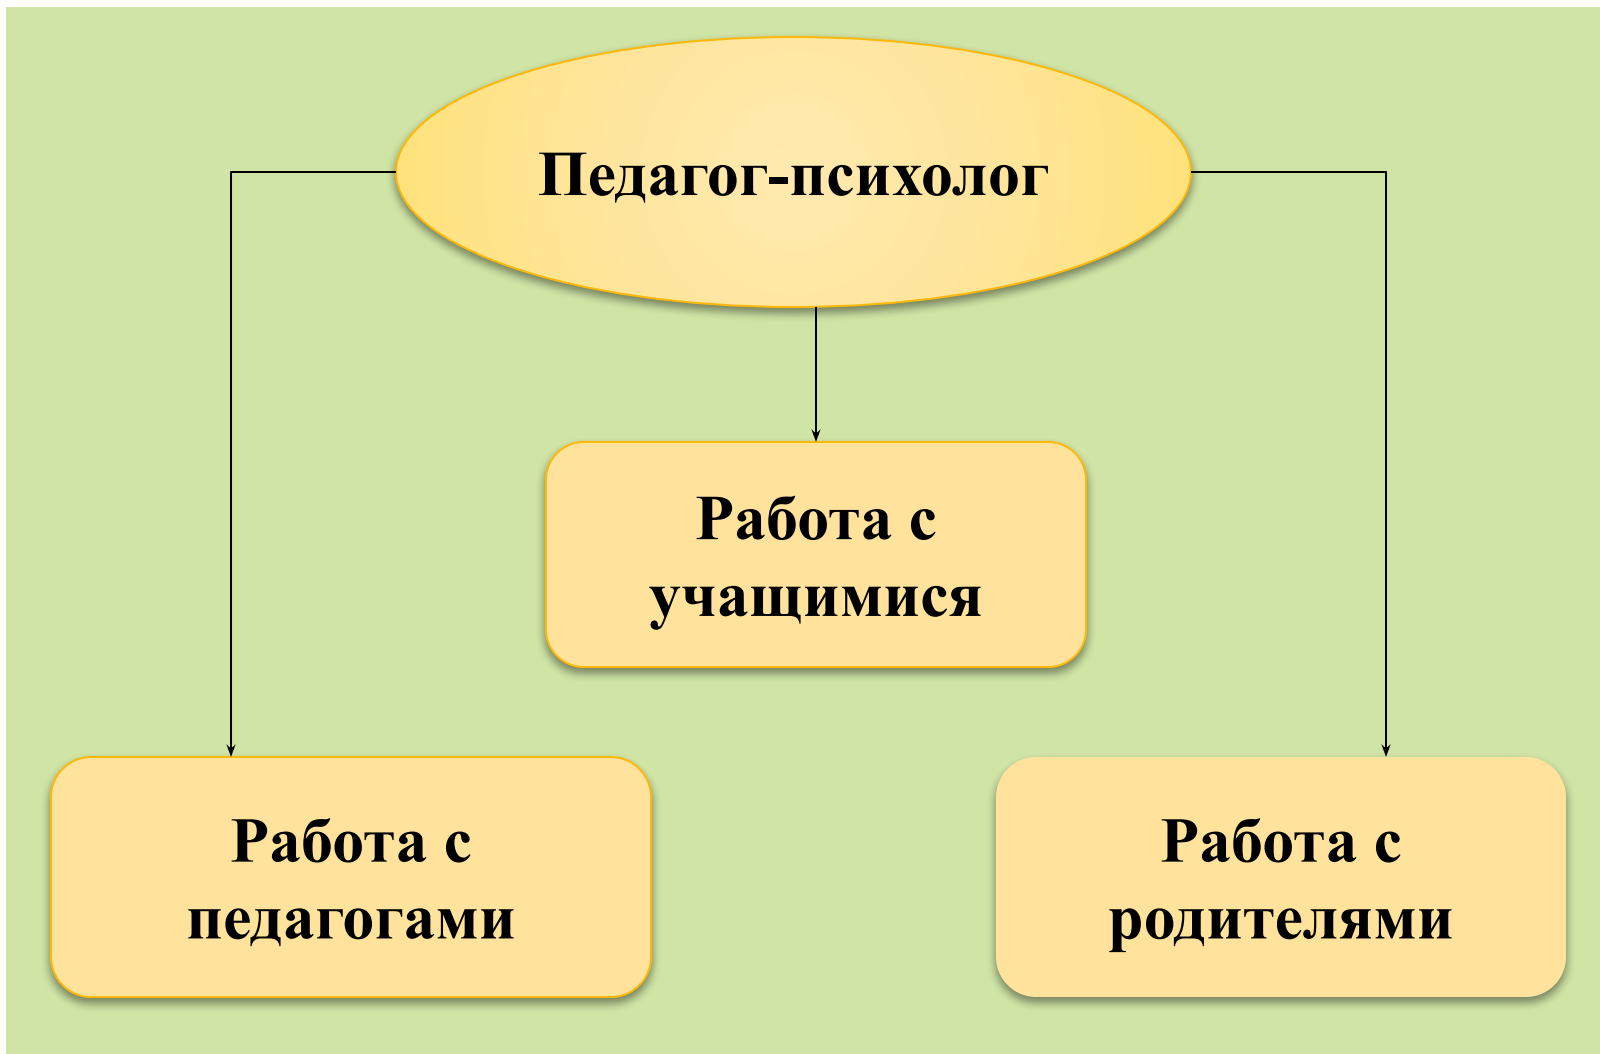 Педагог-психолог
Работа с
учащимися
Работа с
педагогами
Работа с
родителями